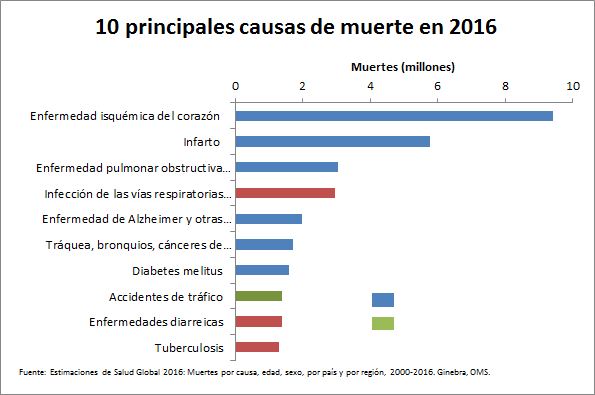 10 principales causas de muerte en 2016
Muertes (millones)
0 2 4 6 8 10
Enfermedad isquémica del corazón
Infarto
Enfermedad pulmonar obstructiva...
Infección de las vías respiratorias...
Enfermedad de Alzheimer y otras...
Tráquea, bronquios, cánceres de...
Diabetes melitus
Accidentes de tráfico
Enfermedades diarreicas
Tuberculosis
Fuente: Estimaciones de Salud Global 2016: Muertes por causa, edad, sexo, por país y por región, 2000-2016. Ginebra, OMS.